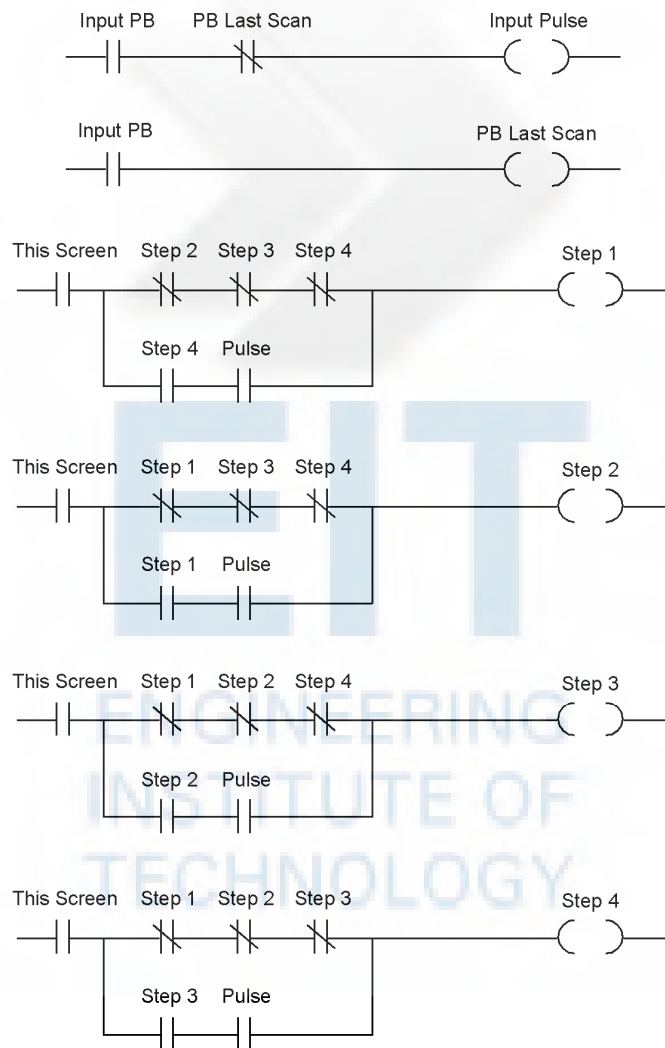 Input PB PB Last Scan Input Pulse
Input PB PB Last Scan
This Screen Step 2 Step 3 Step 4 Step 1
Step 4 Pulse
EIT
This Screen Step 1 Step 3 Step 4 Step 2
Step 1 Pulse
This Screen Step 1 Step 2 Step 4 Step 3
ENGINEERING
Step 2 Pulse
INSTITUTE OF
TECHNOLOGY
This Screen Step 1 Step 2 Step 3 Step 4
Step 3 Pulse